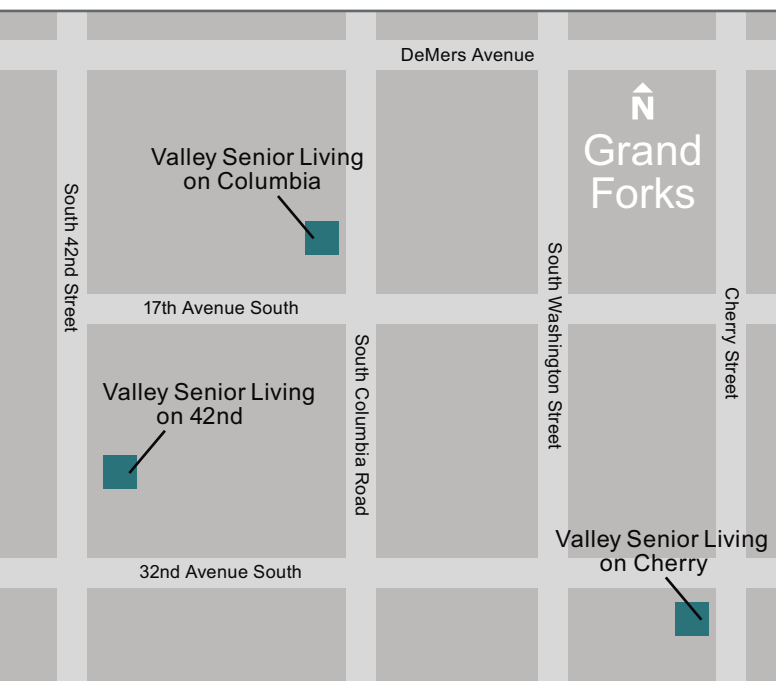 DeMers Avenue
N
Grand
Forks
Valley Senior Living
on Columbia
South 42nd Street
17th Avenue South
South Washington Street
Cherry Street
South Columbia Road
Valley Senior Living
on 42nd
Valley Senior Living
on Cherry
32nd Avenue South